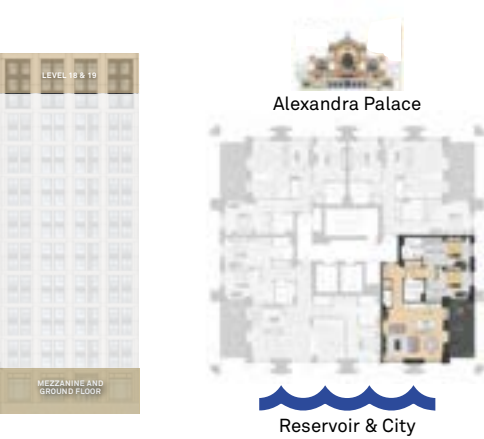 LEVEL 18 & 19
Alexandra Palace
MEZZANINE AND
GROUND FLOOR
Reservoir & City